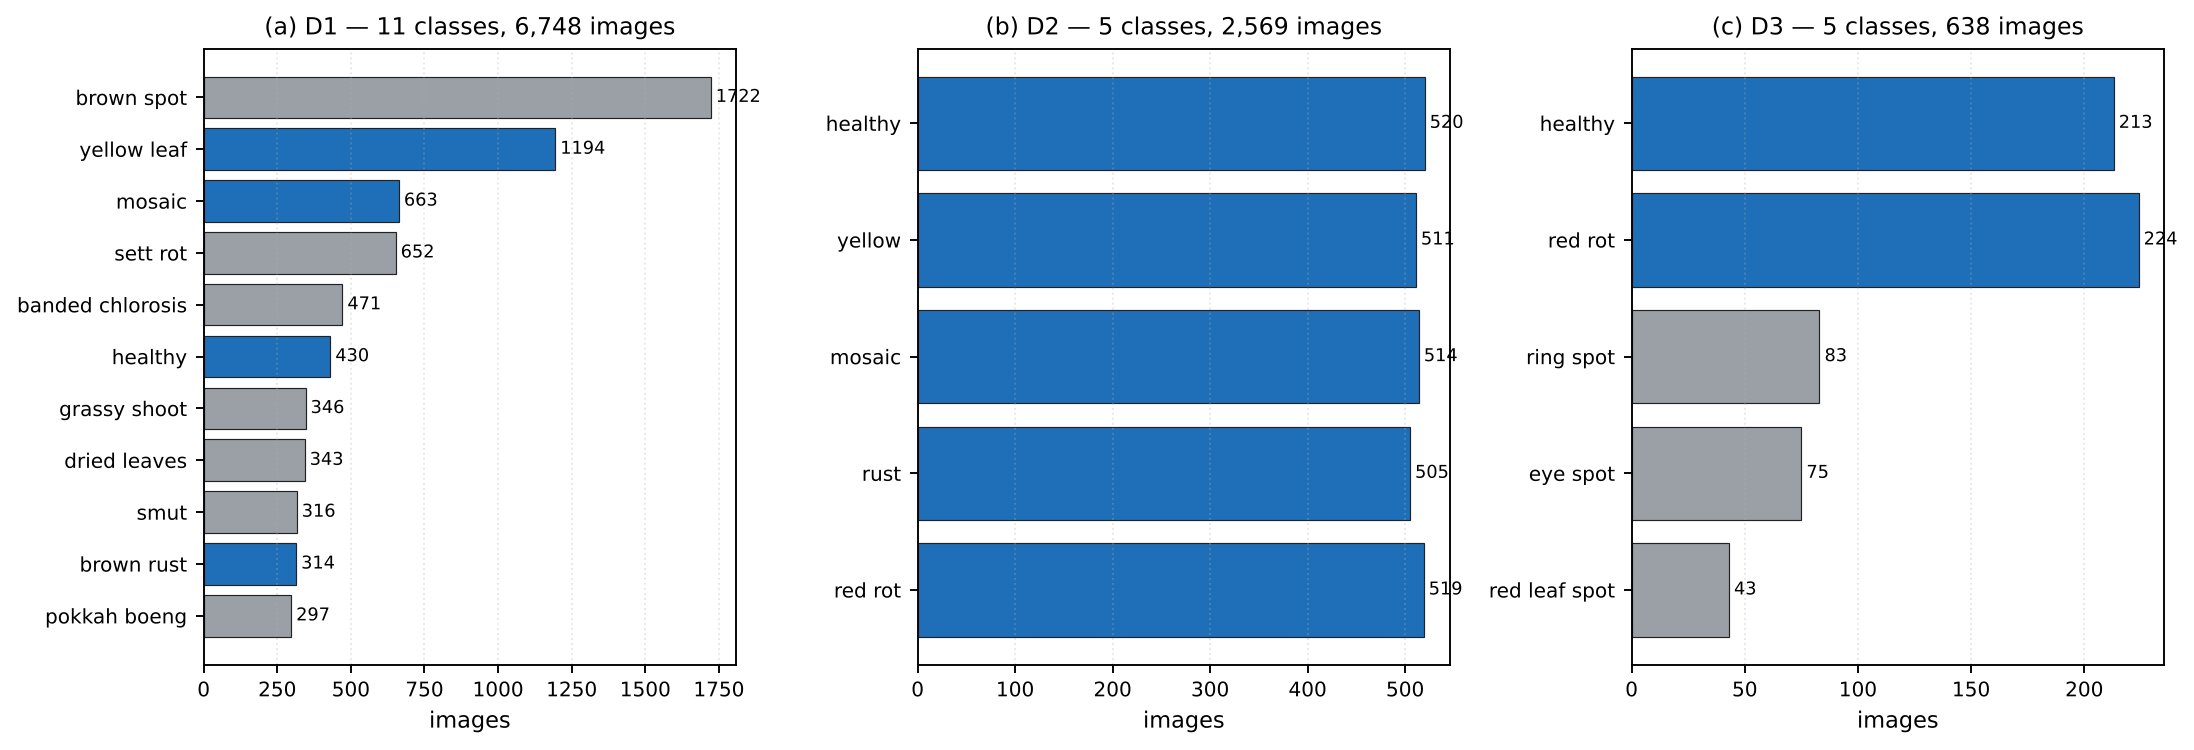 (a) D1 — 11 classes, 6,748 images
brown spot 1722
yellow leaf 1194
mosaic 663
sett rot 652
banded chlorosis 471
healthy 430
grassy shoot 346
dried leaves 343
smut 316
brown rust 314
pokkah boeng 297
0 250 500 750 1000 1250 1500 1750
images
(b) D2 — 5 classes, 2,569 images
healthy 520
yellow 511
mosaic 514
rust 505
red rot 519
0 100 200 300 400 500
images
(c) D3 — 5 classes, 638 images
healthy 213
red rot 224
ring spot 83
eye spot 75
red leaf spot 43
0 50 100 150 200
images